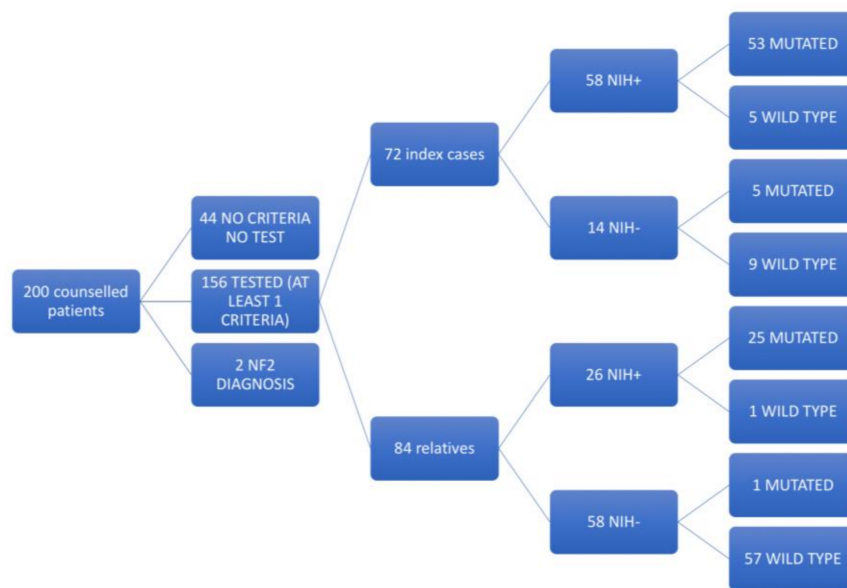 200 counselled
patients
44 NO CRITERIA
NO TEST
156 TESTED (AT
LEAST 1
CRITERIA)
2 NF2
DIAGNOSIS
72 index cases
84 relatives
58 NIH+
14 NIH-
26 NIH+
58 NIH-
53 MUTATED
5 WILD TYPE
5 MUTATED
9 WILD TYPE
25 MUTATED
1 WILD TYPE
1 MUTATED
57 WILD TYPE